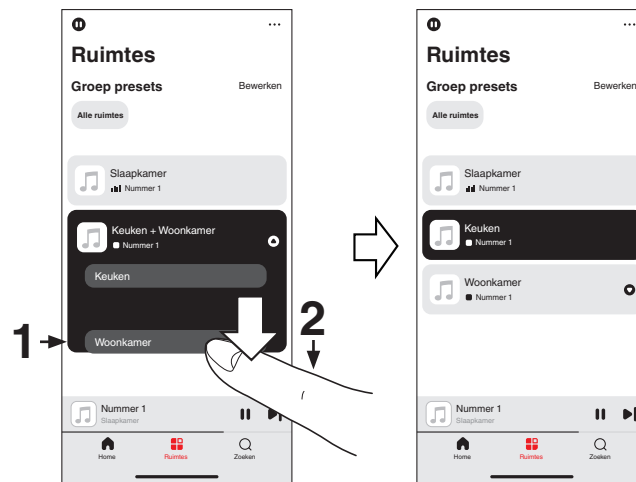 Ruimtes
Groep presets
Bewerken
Alle ruimtes
Slaapkamer
Nummer 1
Keuken + Woonkamer
Nummer 1
Keuken
1
Woonkamer
2
Nummer 1
Slaapkamer
Home
Ruimtes
Zoeken
Ruimtes
Groep presets
Bewerken
Alle ruimtes
Slaapkamer
Nummer 1
Keuken
Nummer 1
Woonkamer
Nummer 1
Nummer 1
Slaapkamer
Home
Ruimtes
Zoeken